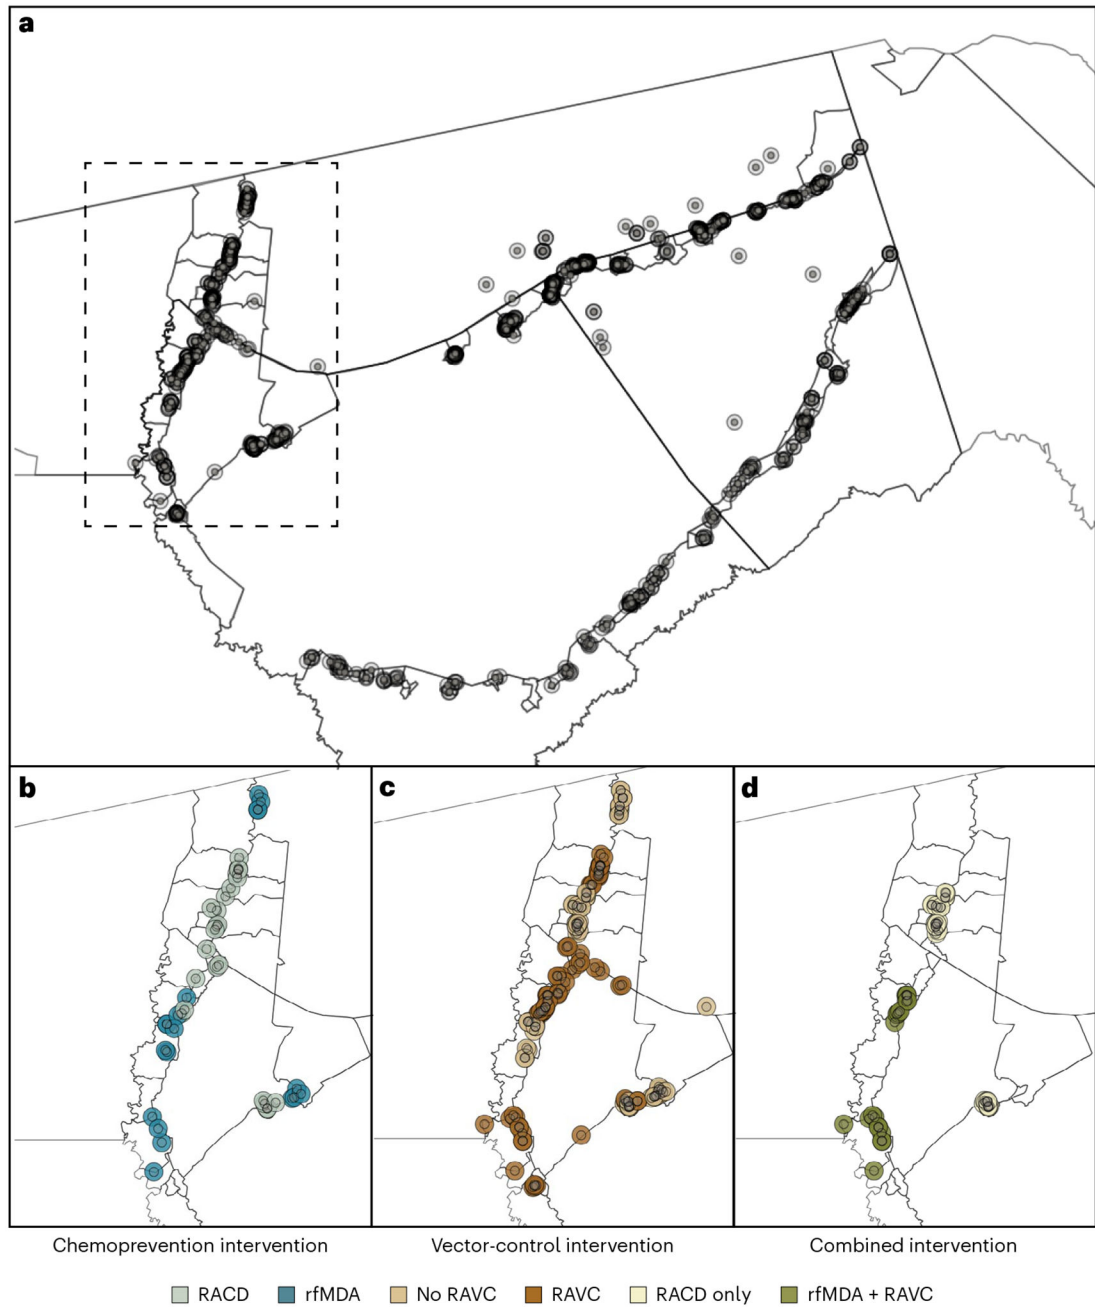 a
b
c
d
Chemoprevention intervention
Vector-control intervention
Combined intervention
RACD
rfMDA
No RAVC
RAVC
RACD only
rfMDA + RAVC